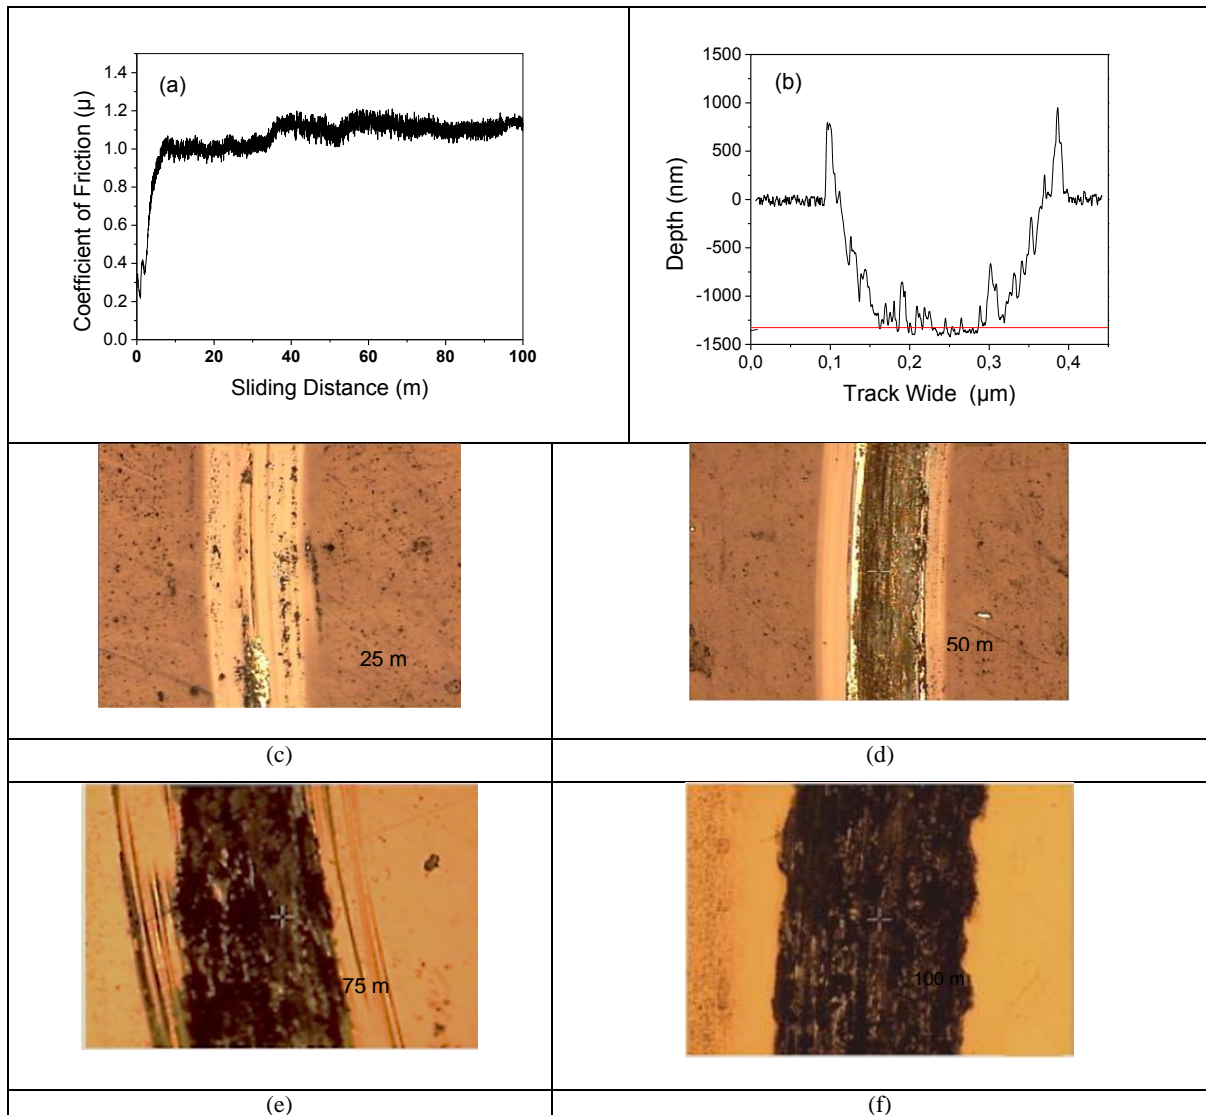 (a)
1.4
1.2
1.0
0.8
0.6
0.4
0.2
0.0
0 20 40 60 80 100
Coefficient of Friction (µ)
Sliding Distance (m)
(b)
1500
1000
500
0
-500
-1000
-1500
0,0 0,1 0,2 0,3 0,4
Depth (nm)
Track Wide (µm)
25 m
50 m
(c) (d)
75 m
100 m
(e) (f)